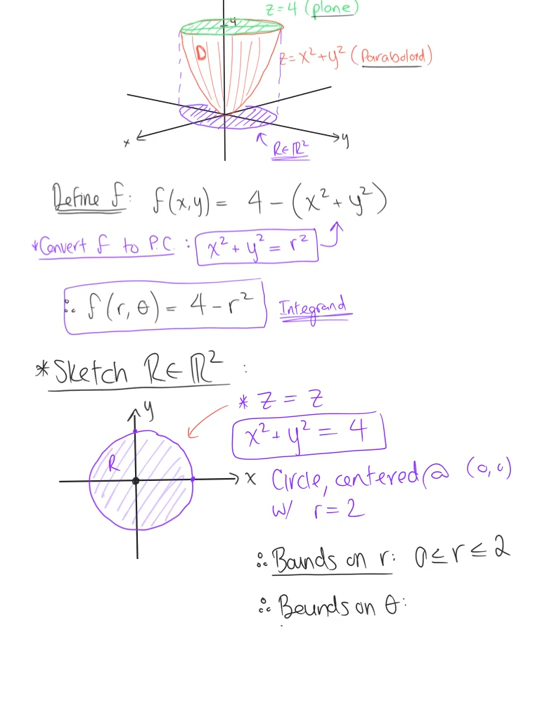 z=4 (plane)
4
D
z=x²+y² (Paraboloid)
x
y
R∈ℝ²
Define f: f(x,y) = 4 - (x² + y²)
*Convert f to P.C: x² + y² = r²
∴ f(r, θ) = 4 - r² Integrand
*Sketch R∈ℝ² :
y
* z = z
x² + y² = 4
R
x
Circle, centered @ (0,0)
w/ r = 2
∴ Bounds on r: 0 ≤ r ≤ 2
∴ Bounds on θ: